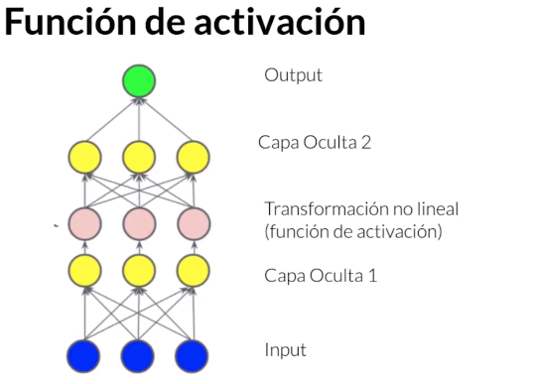 Función de activación
Output
Capa Oculta 2
Transformación no lineal
(función de activación)
Capa Oculta 1
Input